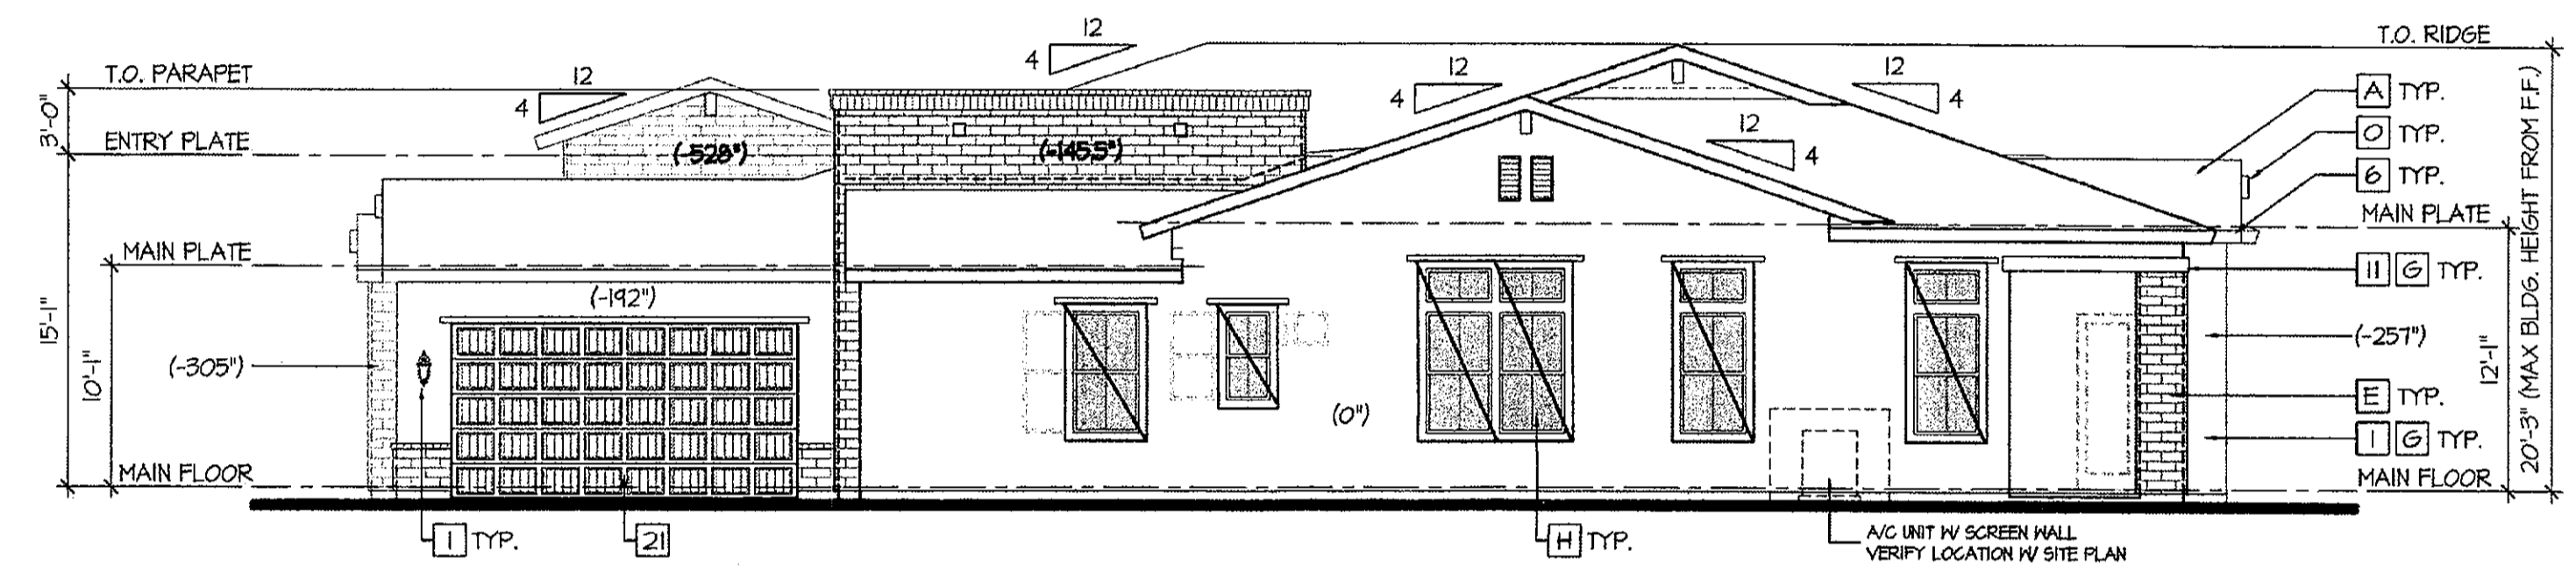 12
T.O. RIDGE
4
T.O. PARAPET
12
4
12
4
12
4
A TYP.
O TYP.
3'-0"
ENTRY PLATE
(-528")
(-145.5")
12
4
6 TYP.
MAIN PLATE
MAIN PLATE
11 G TYP.
(-192")
15'-1"
10'-1"
(-305")
(0")
(-257")
12'-1"
20'-3" (MAX BLDG. HEIGHT FROM F.F.)
E TYP.
1 G TYP.
MAIN FLOOR
MAIN FLOOR
I TYP.
21
H TYP.
A/C UNIT W/ SCREEN WALL
VERIFY LOCATION W/ SITE PLAN